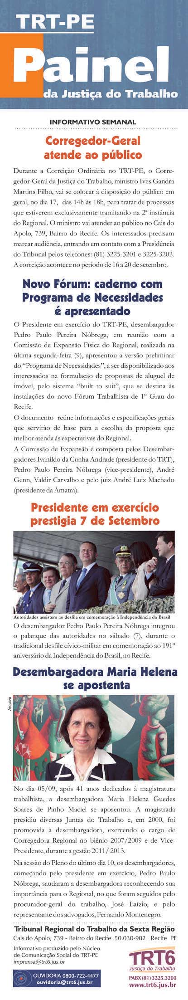 TRT-PE
Painel
da Justiça do Trabalho
INFORMATIVO SEMANAL
Corregedor-Geral
atende ao público
Durante a Correição Ordinária no TRT-PE, o Corre-
gedor-Geral da Justiça do Trabalho, ministro Ives Gandra
Martins Filho, vai se colocar à disposição do público em
geral, no dia 17, das 14h às 18h, para tratar de processos
que estiverem exclusivamente tramitando na 2ª instância
do Regional. O ministro vai atender ao público no Cais do
Apolo, 739, Bairro do Recife. Os interessados precisam
marcar audiência, entrando em contato com a Presidência
do Tribunal pelos telefones: (81) 3225-3201 e 3225-3202.
A correição acontece no período de 16 a 20 de setembro.
Novo Fórum: caderno com
Programa de Necessidades
é apresentado
O Presidente em exercício do TRT-PE, desembargador
Pedro Paulo Pereira Nóbrega, em reunião com a
Comissão de Expansão Física do Regional, realizada na
última segunda-feira (9), apresentou a versão preliminar
do “Programa de Necessidades”, a ser disponibilizado aos
interessados na formulação de propostas de aluguel de
imóvel, pelo sistema “built to suit”, que se destina às
instalações do novo Fórum Trabalhista de 1º Grau do
Recife.
O documento reúne informações e especificações gerais
que servirão de base para a escolha da proposta que
melhor atenda às expectativas do Regional.
A Comissão de Expansão é composta pelos Desembar-
gadores Ivanildo da Cunha Andrade (presidente do TRT),
Pedro Paulo Pereira Nóbrega (vice-presidente), André
Genn, Valdir Carvalho e pelo juiz André Luiz Machado
(presidente da Amatra).
Presidente em exercício
prestigia 7 de Setembro
Autoridades assistem ao desfile em comemoração à Independência do Brasil
O desembargador Pedro Paulo Pereira Nóbrega integrou
o palanque das autoridades no sábado (7), durante o
tradicional desfile cívico-militar em comemoração ao 191º
aniversário da Independência do Brasil, no Recife.
Desembargadora Maria Helena
se apostenta
Arquivo
No dia 05/09, após 41 anos dedicados à magistratura
trabalhista, a desembargadora Maria Helena Guedes
Soares de Pinho Maciel se aposentou. A magistrada
presidiu diversas Juntas do Trabalho e, em 2000, foi
promovida a desembargadora, exercendo o cargo de
Corregedora Regional no biênio 2007/2009 e de Vice-
Presidente, durante a gestão 2011/ 2013.
Na sessão do Pleno do último dia 10, os desembargadores,
começando pelo presidente em exercício, Pedro Paulo
Nóbrega, saudaram a desembargadora reconhecendo sua
importância para o Regional, no que foram seguidos pelo
procurador-geral do trabalho, José Laízio, e pelo
representante dos advogados, Fernando Montenegro.
Tribunal Regional do Trabalho da Sexta Região
Cais do Apolo, 739 - Bairro do Recife 50.030-902 Recife PE
Informativo produzido pelo Núcleo
de Comunicação Social do TRT-PE
imprensa@trt6.jus.br
OUVIDORIA 0800-722-4477
ouvidoria@trt6.jus.br
TRT6
Justiça do Trabalho
PABX (81) 3225.3200
www.trt6.jus.br